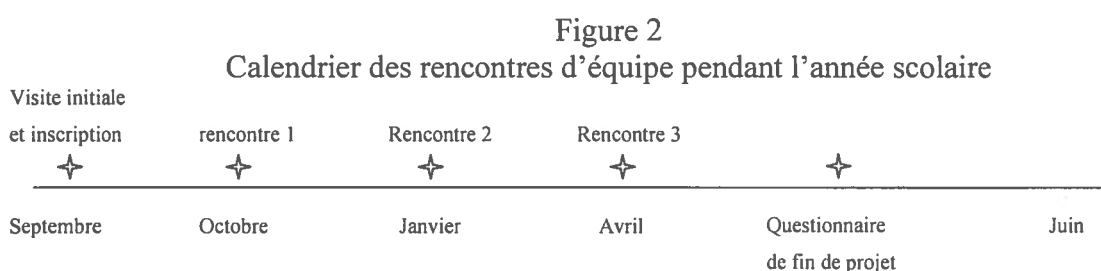 Figure 2
Calendrier des rencontres d'équipe pendant l'année scolaire
Visite initiale
et inscription rencontre 1 Rencontre 2 Rencontre 3
Septembre Octobre Janvier Avril Questionnaire Juin
de fin de projet